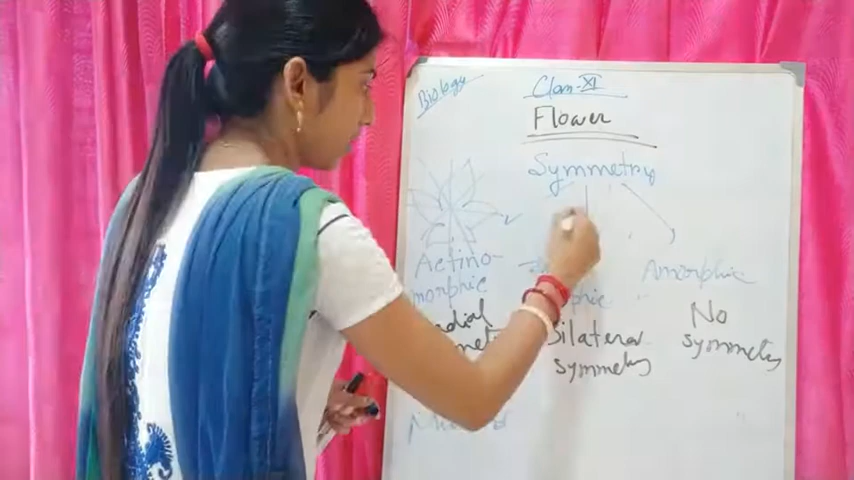 Biology
Class-XI
Flower
Symmetry
Actino-
morphic
Amorphic
Bilateral
symmetry
No
symmetry